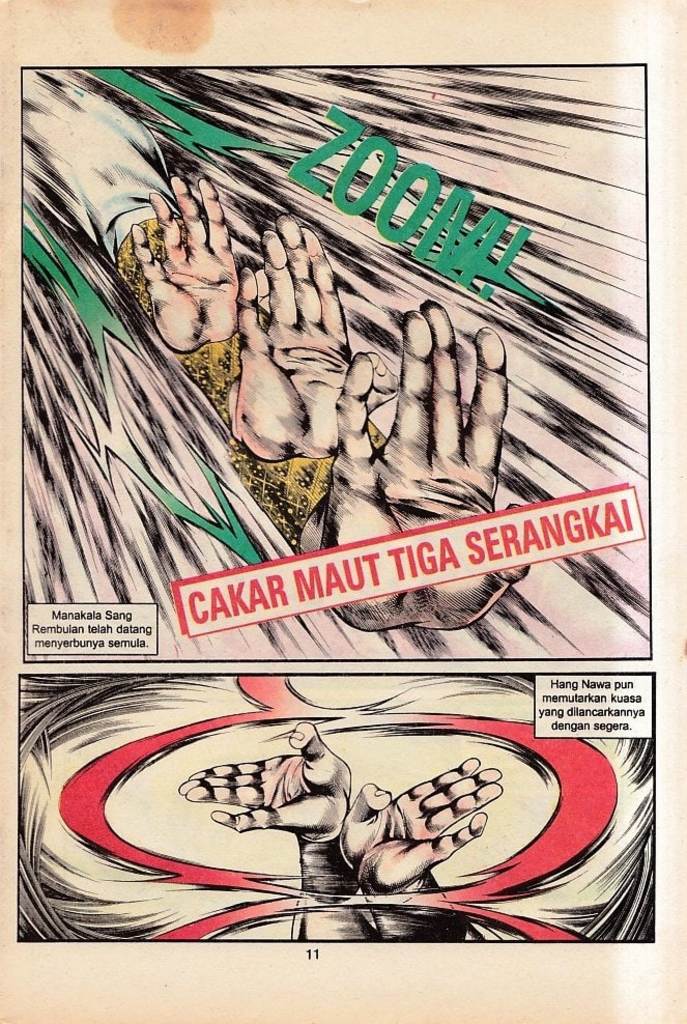 ZOOM!
CAKAR MAUT TIGA SERANGKAI
Manakala Sang
Rembulan telah datang
menyerbunya semula.
Hang Nawa pun
memutarkan kuasa
yang dilancarkannya
dengan segera.
11